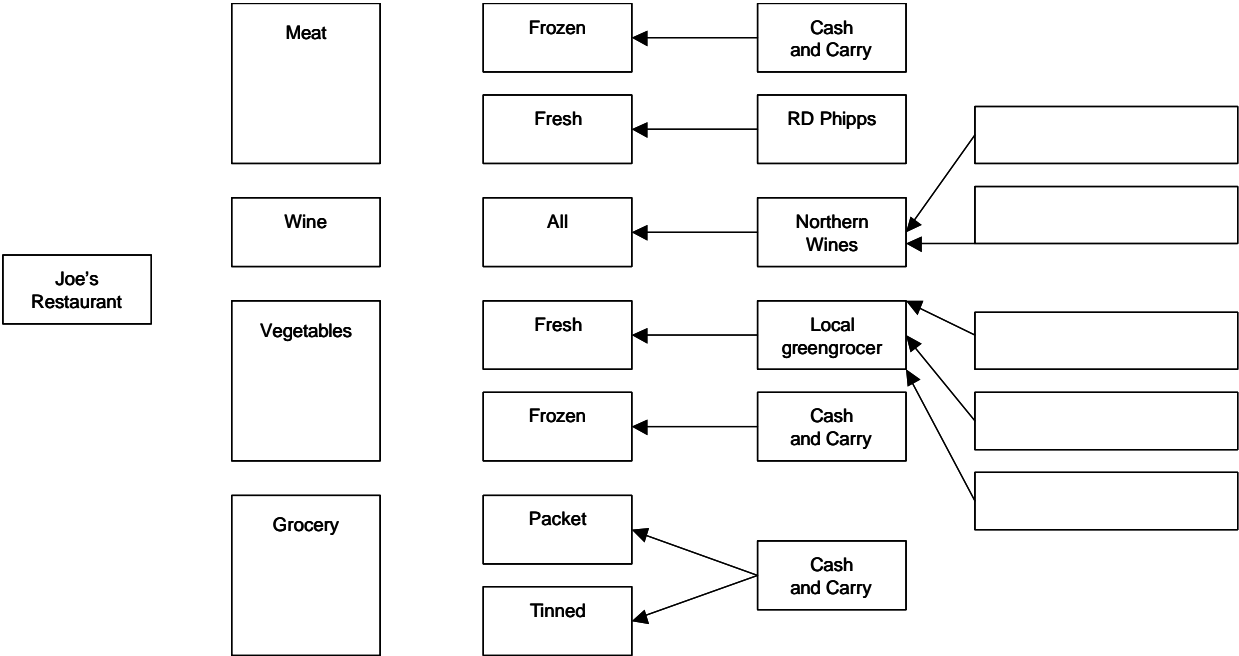 Joe's
Restaurant
Meat
Wine
Vegetables
Grocery
Frozen
Fresh
All
Fresh
Frozen
Packet
Tinned
Cash
and Carry
RD Phipps
Northern
Wines
Local
greengrocer
Cash
and Carry
Cash
and Carry